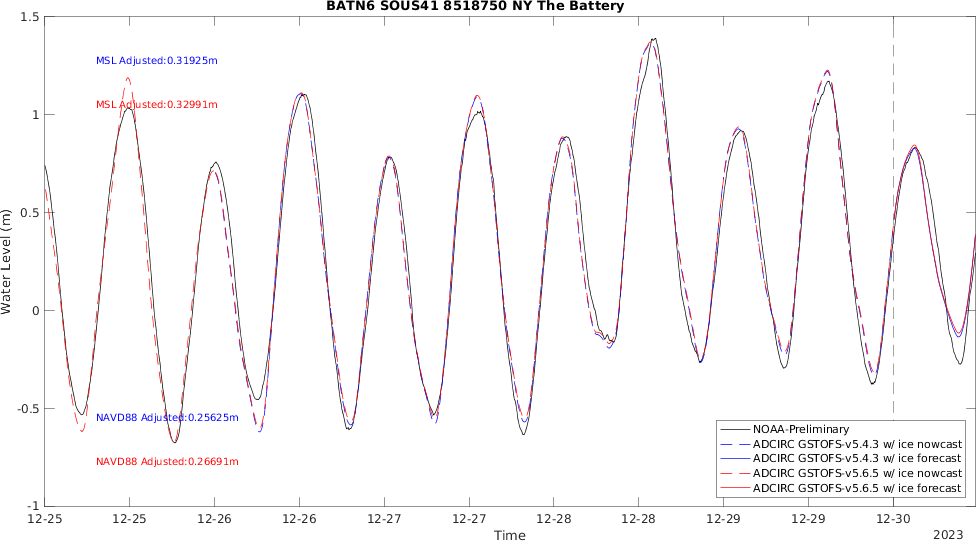 BATN6 SOUS41 8518750 NY The Battery
1.5
MSL Adjusted:0.31925m
MSL Adjusted:0.32991m
1
0.5
Water Level (m)
0
-0.5
NAVD88 Adjusted:0.25625m
NAVD88 Adjusted:0.26691m
NOAA-Preliminary
ADCIRC GSTOFS-v5.4.3 w/ ice nowcast
ADCIRC GSTOFS-v5.4.3 w/ ice forecast
ADCIRC GSTOFS-v5.6.5 w/ ice nowcast
ADCIRC GSTOFS-v5.6.5 w/ ice forecast
-1
12-25 12-25 12-26 12-26 12-27 12-27 12-28 12-28 12-29 12-29 12-30
Time
2023